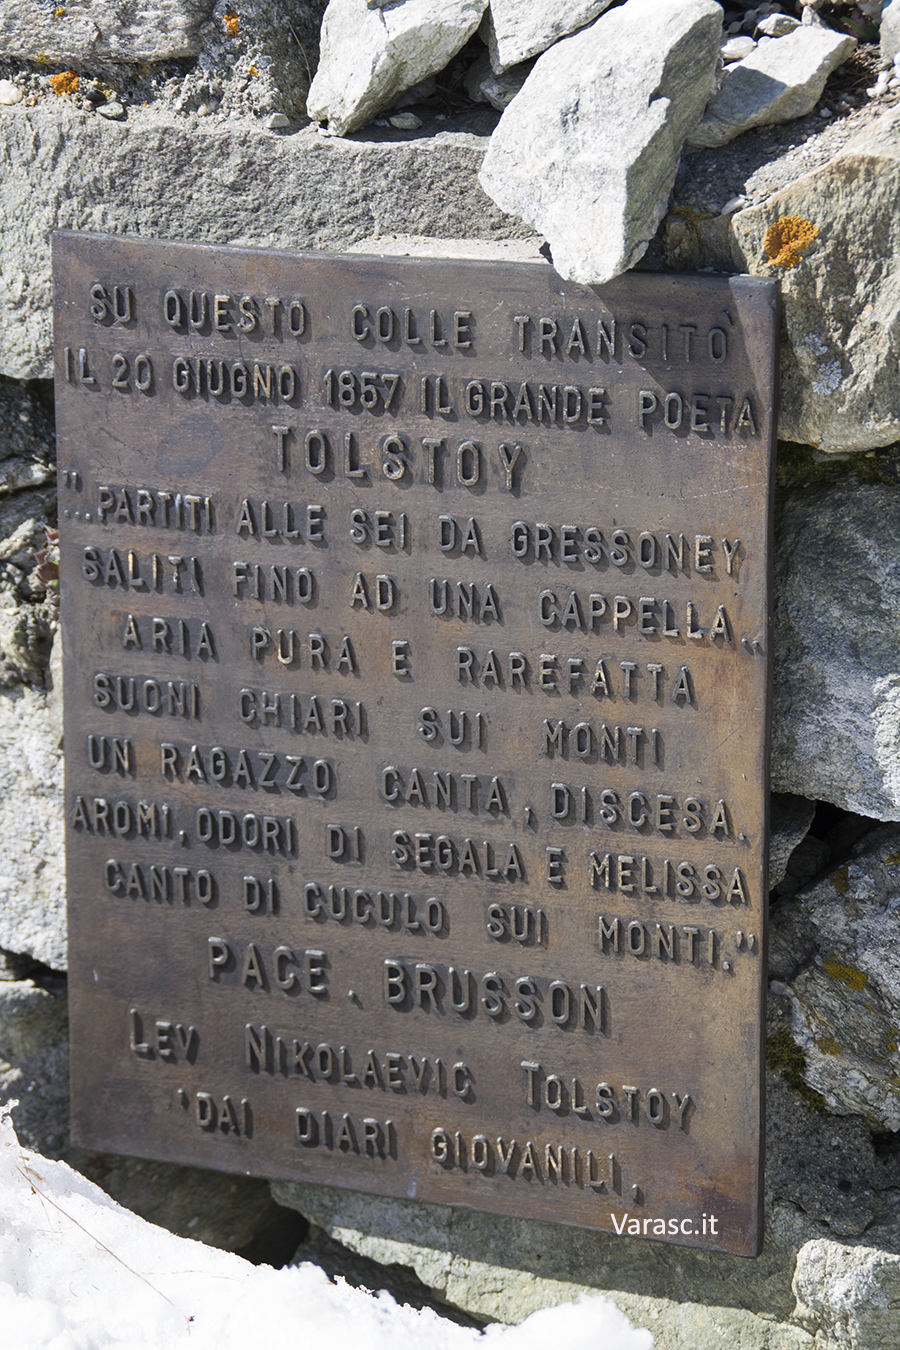 SU QUESTO COLLE TRANSITÒ
IL 20 GIUGNO 1857 IL GRANDE POETA
TOLSTOY
"...PARTITI ALLE SEI DA GRESSONEY
SALITI FINO AD UNA CAPPELLA..
ARIA PURA E RAREFATTA
SUONI CHIARI SUI MONTI
UN RAGAZZO CANTA, DISCESA.
AROMI, ODORI DI SEGALA E MELISSA
CANTO DI CUCULO SUI MONTI."
PACE, BRUSSON
LEV NIKOLAEVIC TOLSTOY
'DAI DIARI GIOVANILI,
Varasc.it